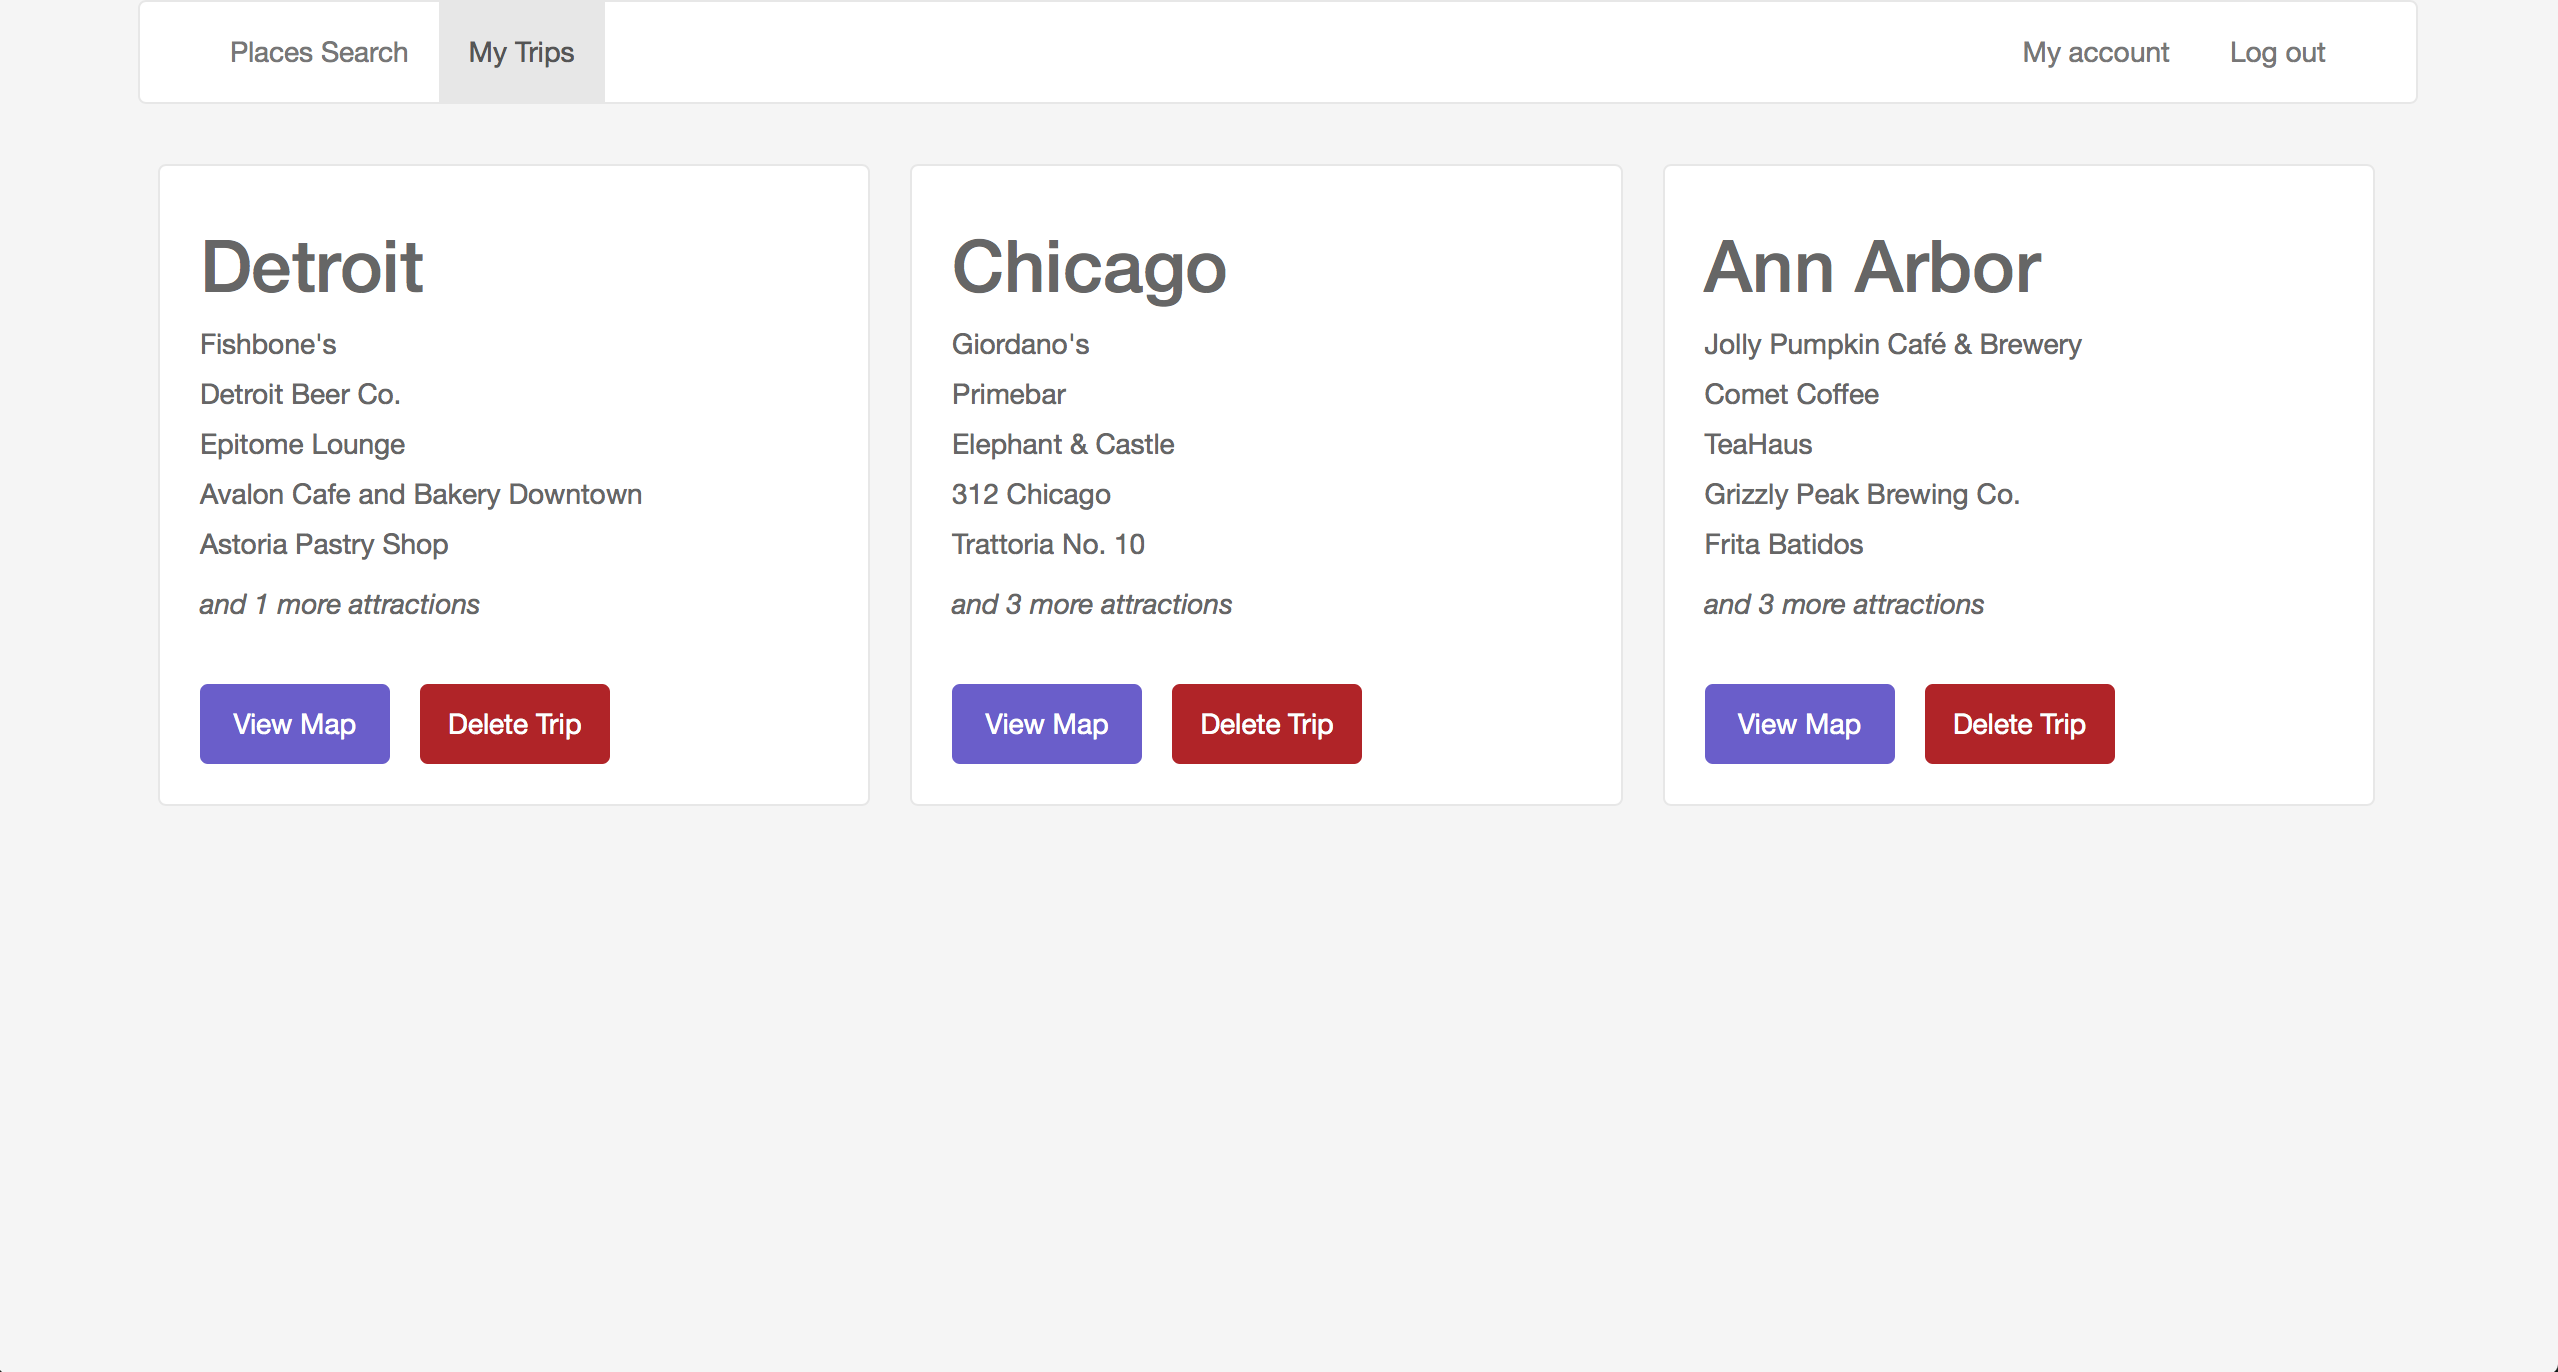 Places Search My Trips My account Log out
Detroit
Fishbone's
Detroit Beer Co.
Epitome Lounge
Avalon Cafe and Bakery Downtown
Astoria Pastry Shop
and 1 more attractions
View Map Delete Trip
Chicago
Giordano's
Primebar
Elephant & Castle
312 Chicago
Trattoria No. 10
and 3 more attractions
View Map Delete Trip
Ann Arbor
Jolly Pumpkin Café & Brewery
Comet Coffee
TeaHaus
Grizzly Peak Brewing Co.
Frita Batidos
and 3 more attractions
View Map Delete Trip